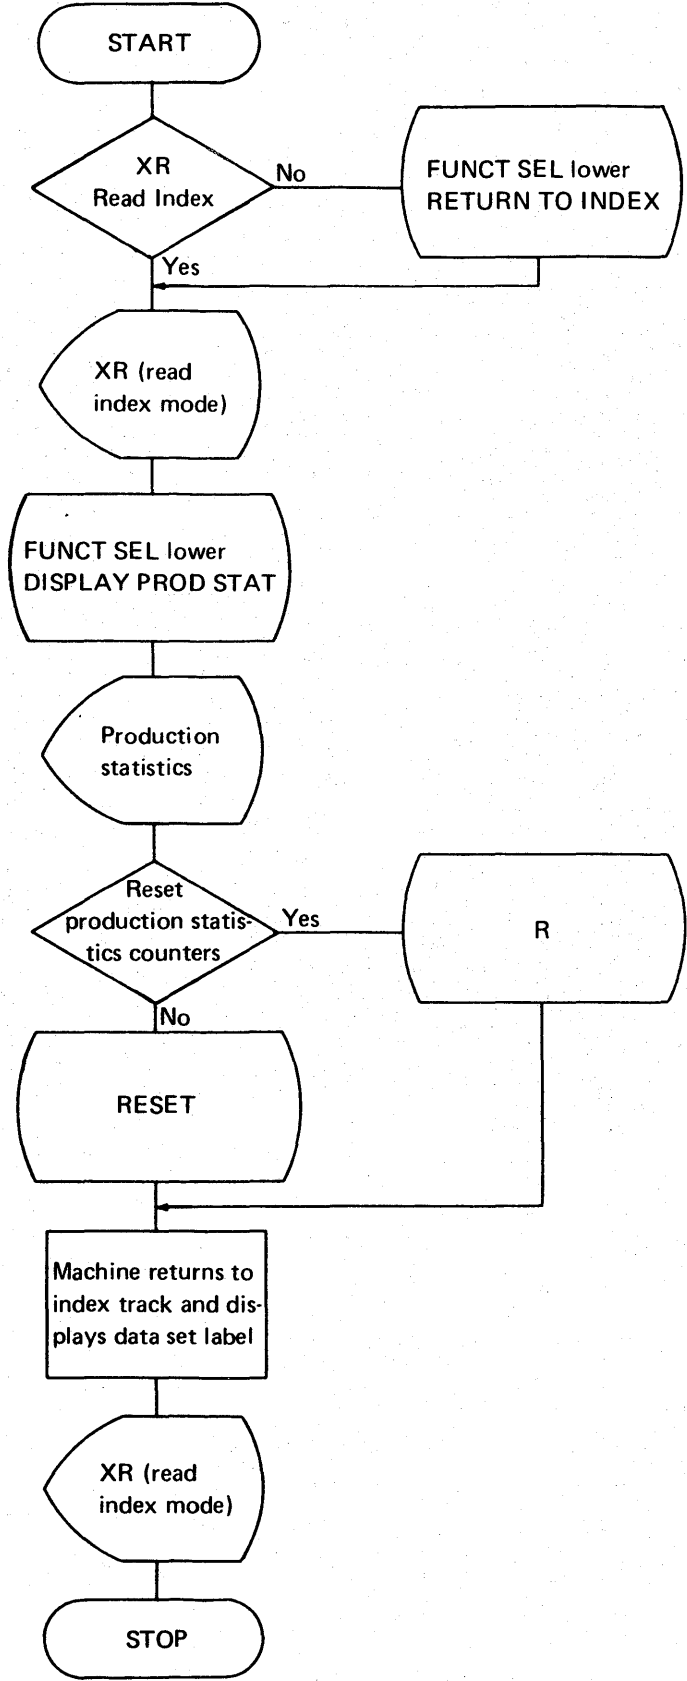 START
XR
Read Index
No
FUNCT SEL lower
RETURN TO INDEX
Yes
XR (read
index mode)
FUNCT SEL lower
DISPLAY PROD STAT
Production
statistics
Reset
production statis-
tics counters
Yes
R
No
RESET
Machine returns to
index track and dis-
plays data set label
XR (read
index mode)
STOP